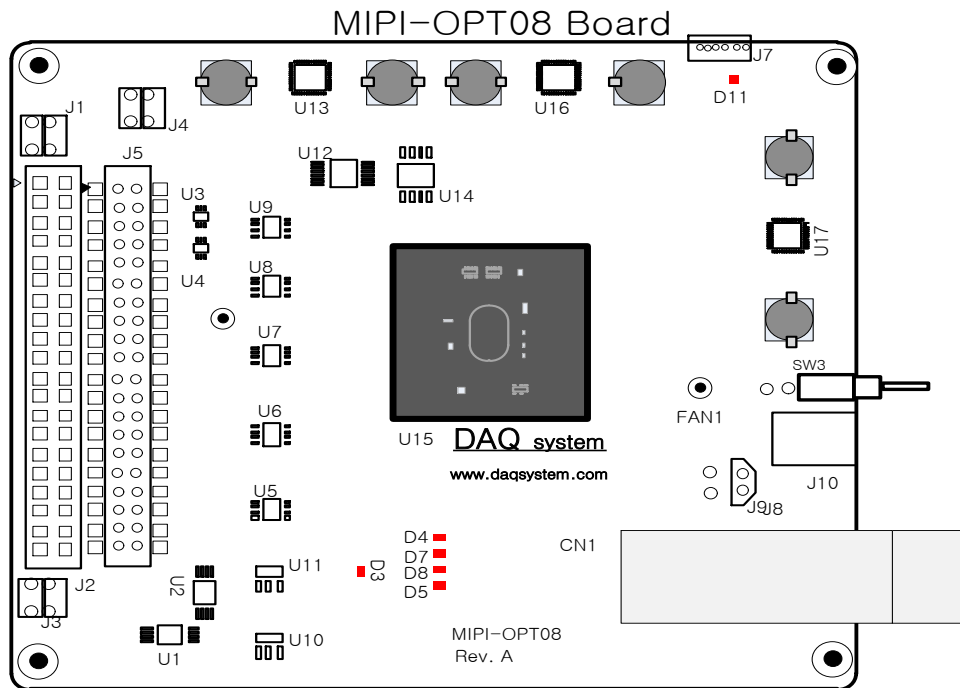 MIPI-OPT08 Board
J7
D11
U13
U16
J1
J4
J5
U12
U14
U3
U9
U17
U8
U4
U7
SW3
FAN1
U6
U15
DAQ system
www.daqsystem.com
J10
U5
J9
J8
D4
CN1
D7
U11
D3
D8
J2
U2
D5
J3
U10
MIPI-OPT08
U1
Rev. A